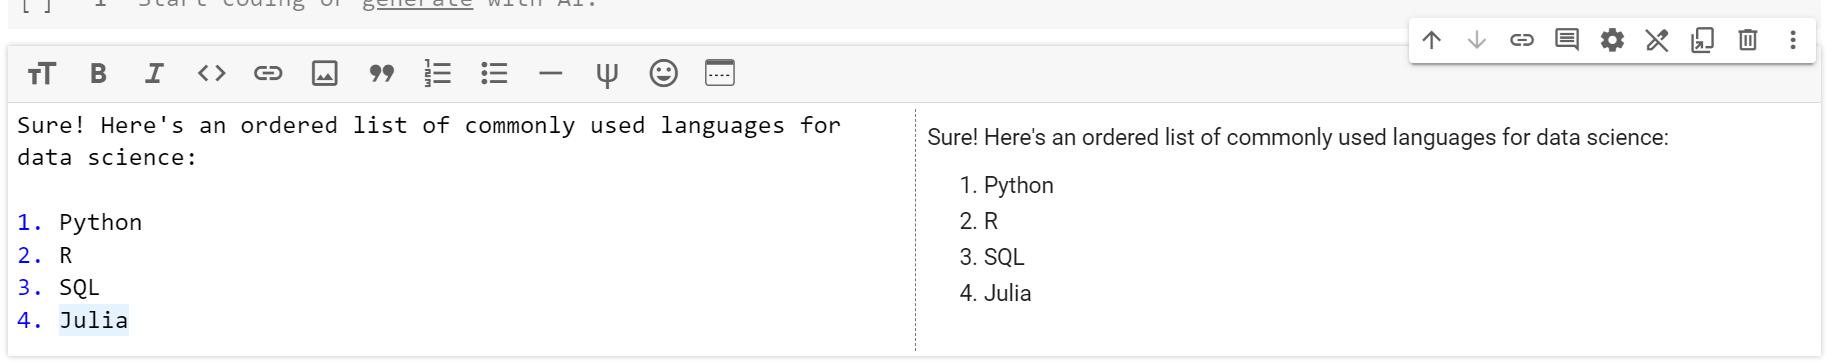 [ ] 1 Start coding or generate with AI.
Sure! Here's an ordered list of commonly used languages for
data science:
1. Python
2. R
3. SQL
4. Julia
Sure! Here's an ordered list of commonly used languages for data science:
1. Python
2. R
3. SQL
4. Julia